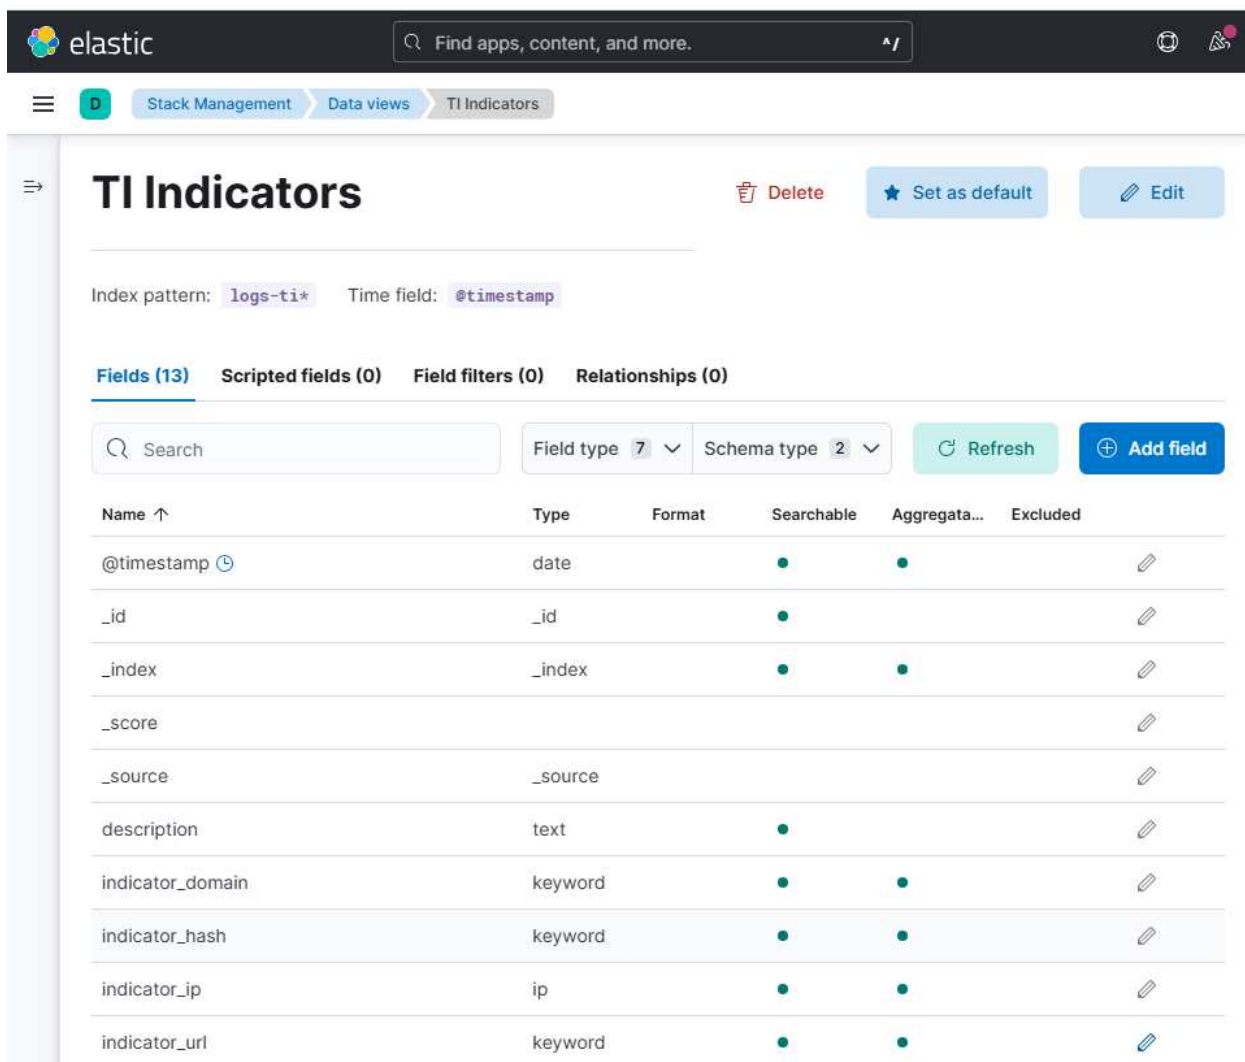 elastic
Find apps, content, and more.
^/
D
Stack Management
Data views
TI Indicators
TI Indicators
Delete
Set as default
Edit
Index pattern: logs-ti* Time field: @timestamp
Fields (13) Scripted fields (0) Field filters (0) Relationships (0)
Search
Field type 7
Schema type 2
Refresh
Add field
Name Type Format Searchable Aggregata... Excluded
@timestamp date
_id _id
_index _index
_score
_source _source
description text
indicator_domain keyword
indicator_hash keyword
indicator_ip ip
indicator_url keyword